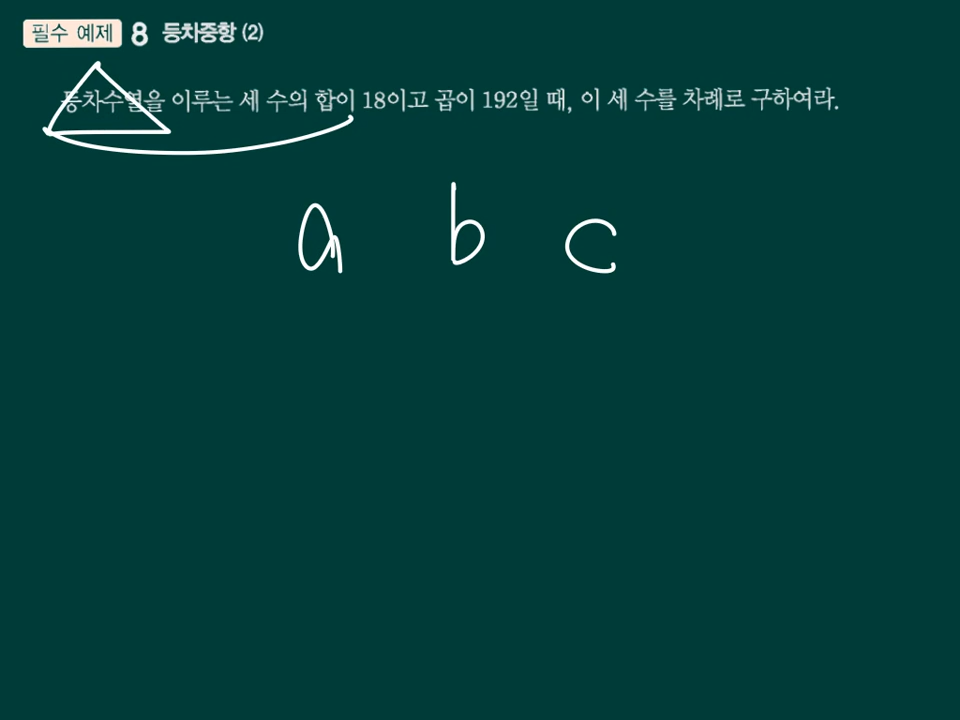 필수 예제 8 등차중항 (2)
등차수열을 이루는 세 수의 합이 18이고 곱이 192일 때, 이 세 수를 차례로 구하여라.
a b c